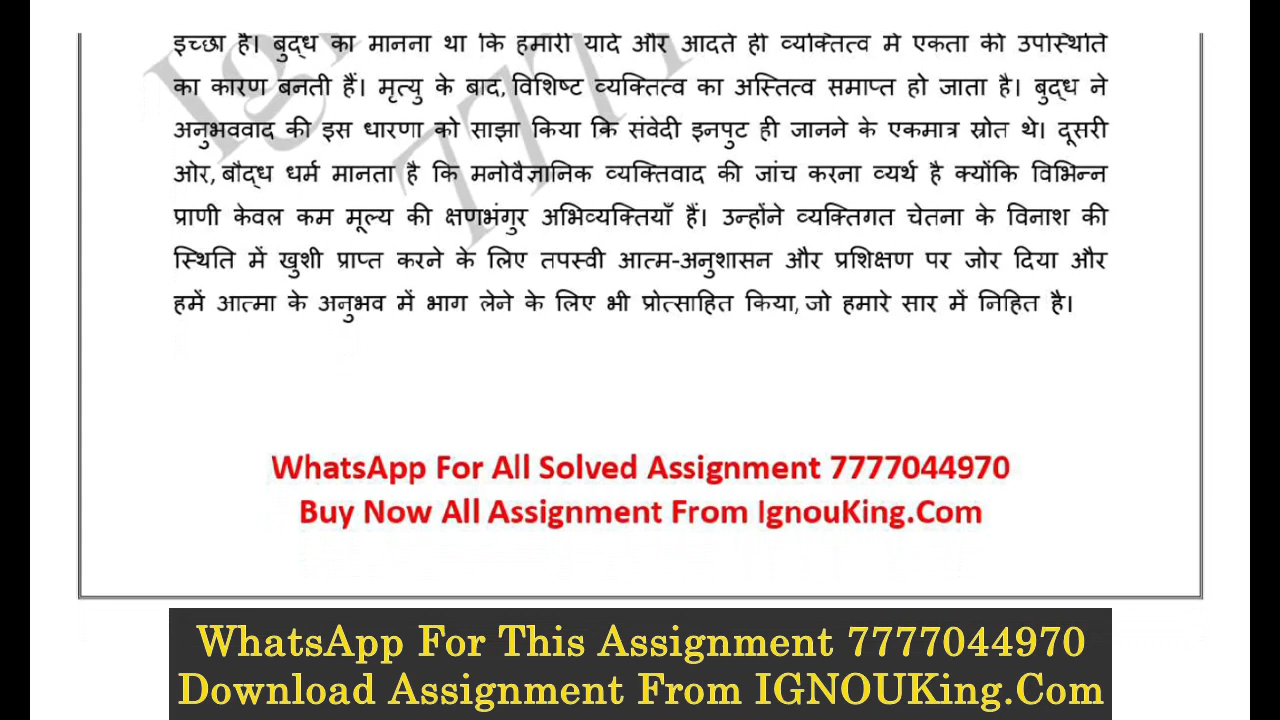 इच्छा है। बुद्ध का मानना था कि हमारी यादें और आदतें ही व्यक्तित्व में एकता की उपस्थिति
का कारण बनती हैं। मृत्यु के बाद, विशिष्ट व्यक्तित्व का अस्तित्व समाप्त हो जाता है। बुद्ध ने
अनुभववाद की इस धारणा को साझा किया कि संवेदी इनपुट ही जानने के एकमात्र स्रोत थे। दूसरी
ओर, बौद्ध धर्म मानता है कि मनोवैज्ञानिक व्यक्तिवाद की जांच करना व्यर्थ है क्योंकि विभिन्न
प्राणी केवल कम मूल्य की क्षणभंगुर अभिव्यक्तियाँ हैं। उन्होंने व्यक्तिगत चेतना के विनाश की
स्थिति में खुशी प्राप्त करने के लिए तपस्वी आत्म-अनुशासन और प्रशिक्षण पर जोर दिया और
हमें आत्मा के अनुभव में भाग लेने के लिए भी प्रोत्साहित किया, जो हमारे सार में निहित है।
WhatsApp For All Solved Assignment 7777044970
Buy Now All Assignment From IgnouKing.Com
WhatsApp For This Assignment 7777044970
Download Assignment From IGNOUKing.Com